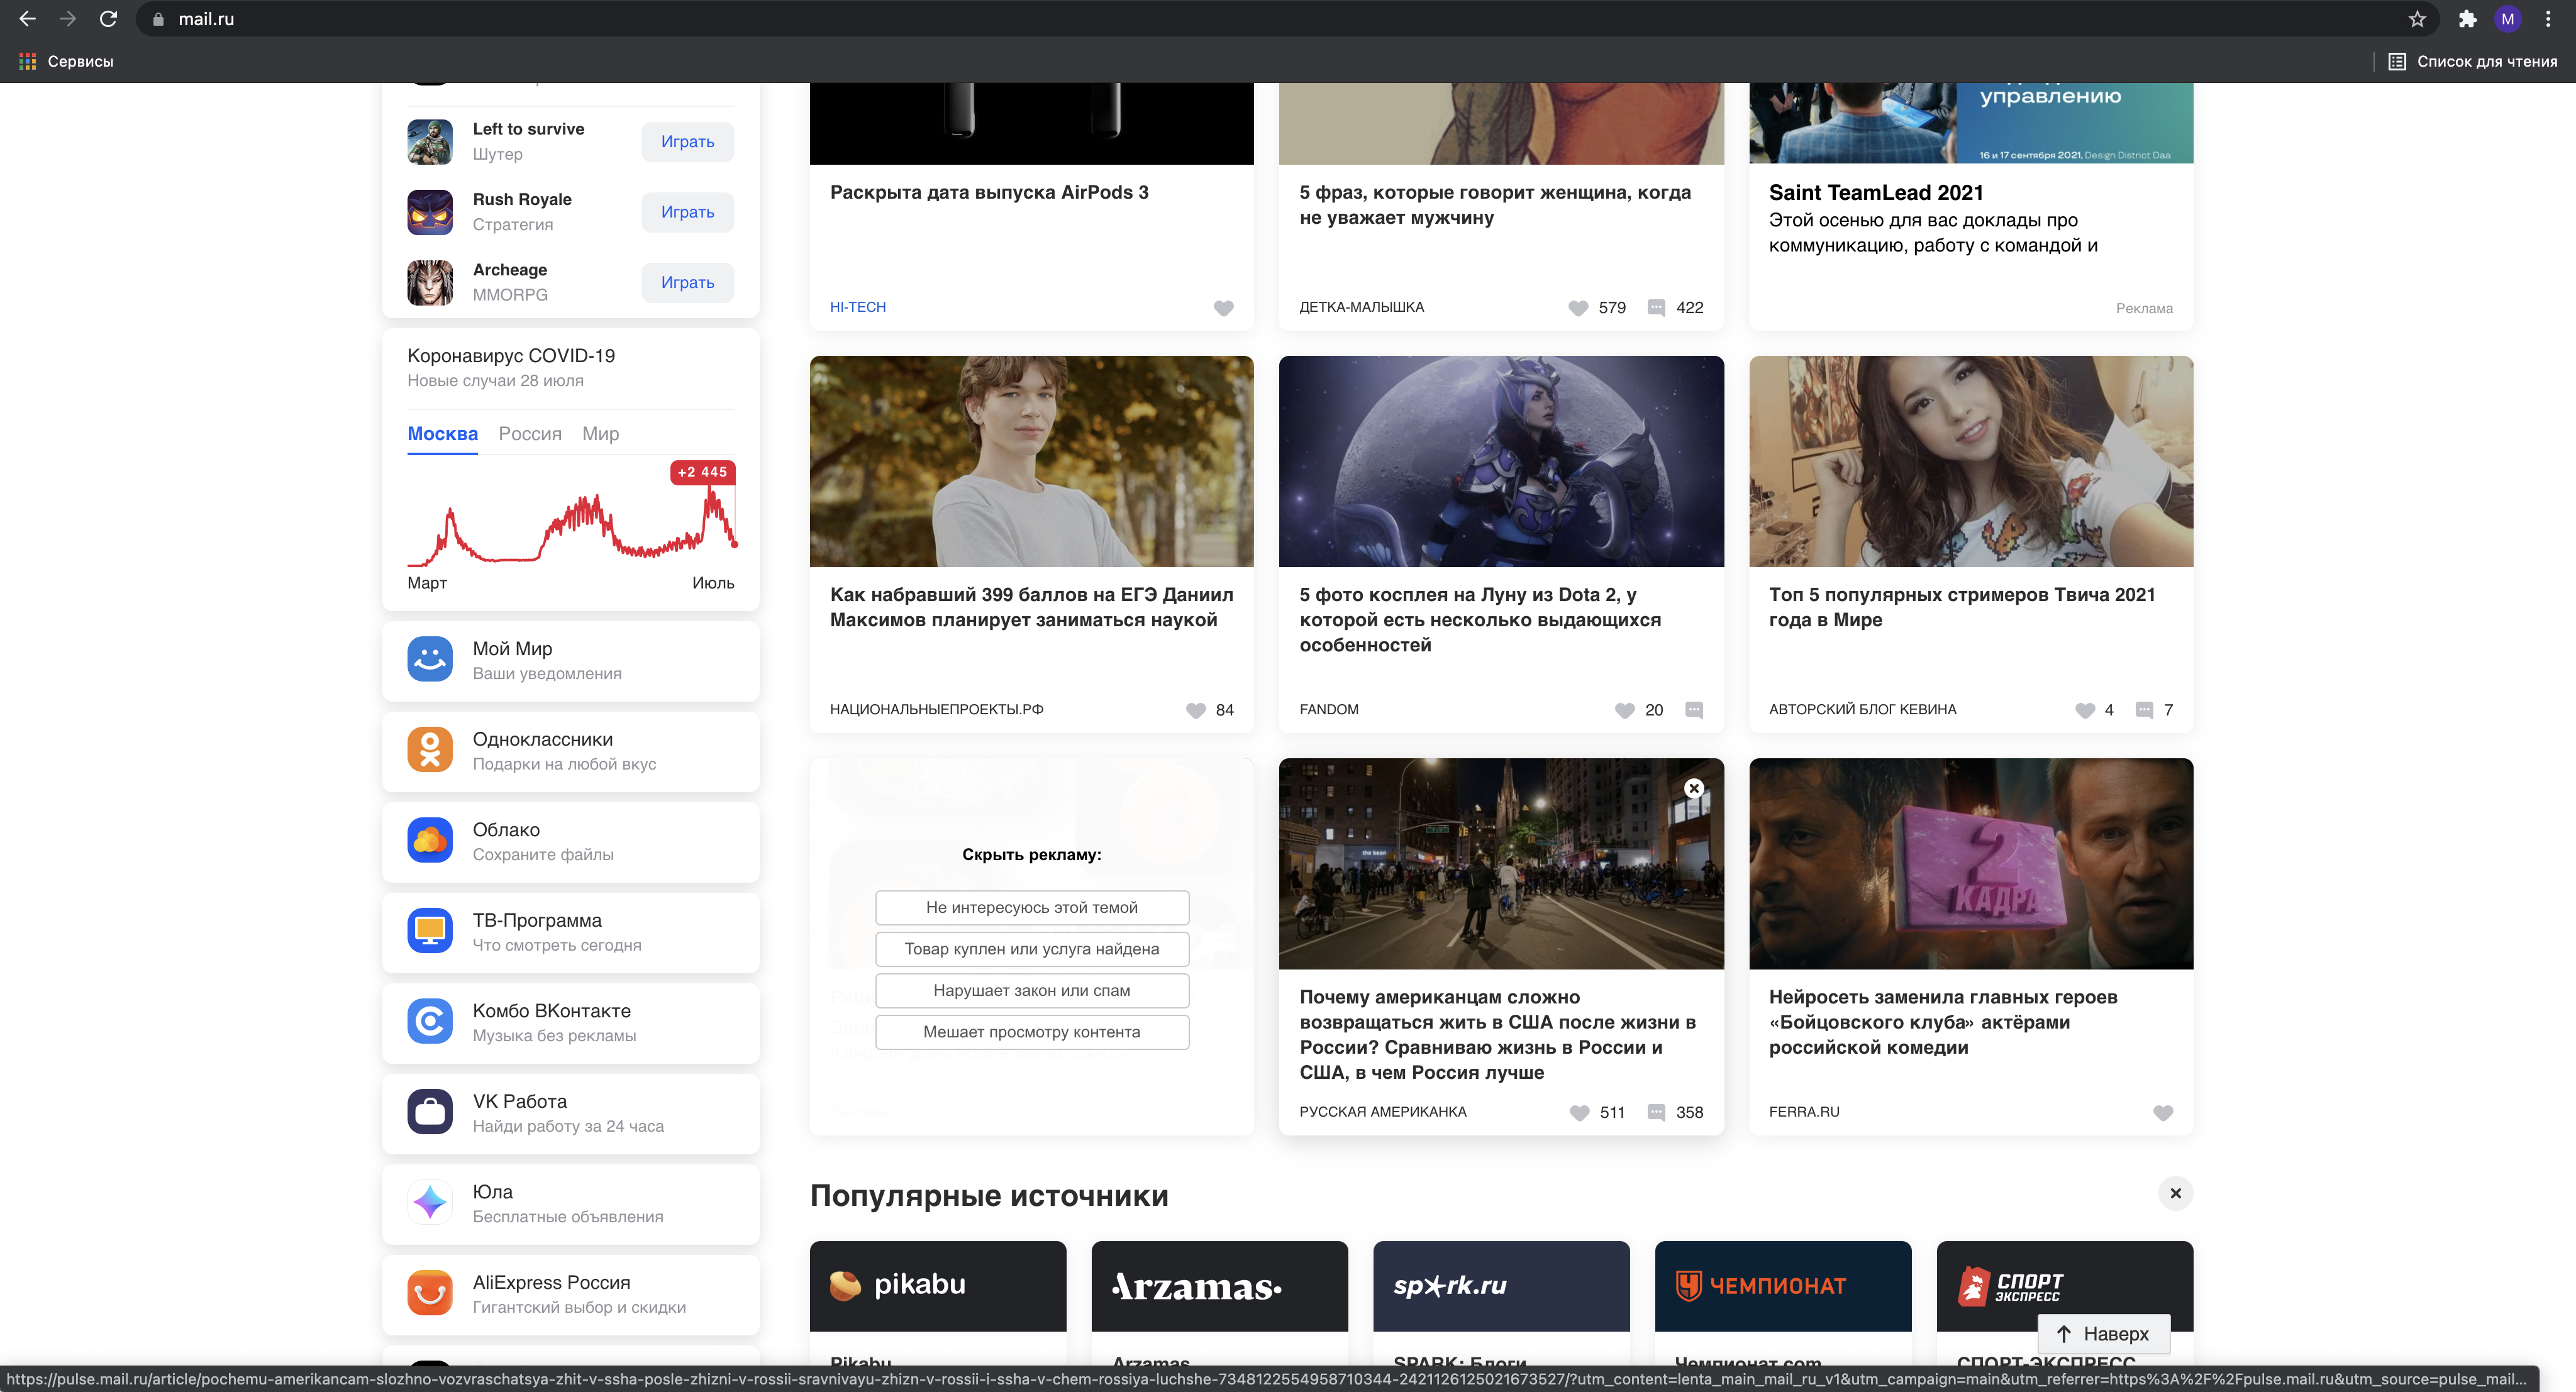 mail.ru
Сервисы
Список для чтения
Left to survive
Шутер
Играть
Rush Royale
Стратегия
Играть
Archeage
MMORPG
Играть
Коронавирус COVID-19
Новые случаи 28 июля
Москва Россия Мир
+2 445
Март Июль
Мой Мир
Ваши уведомления
Одноклассники
Подарки на любой вкус
Облако
Сохраните файлы
ТВ-Программа
Что смотреть сегодня
Комбо ВКонтакте
Музыка без рекламы
VK Работа
Найди работу за 24 часа
Юла
Бесплатные объявления
AliExpress Россия
Гигантский выбор и скидки
Раскрыта дата выпуска AirPods 3
HI-TECH
5 фраз, которые говорит женщина, когда
не уважает мужчину
ДЕТКА-МАЛЫШКА 579 422
управлению
16 и 17 сентября 2021, Design District Daa
Saint TeamLead 2021
Этой осенью для вас доклады про
коммуникацию, работу с командой и
Реклама
Как набравший 399 баллов на ЕГЭ Даниил
Максимов планирует заниматься наукой
НАЦИОНАЛЬНЫЕПРОЕКТЫ.РФ 84
5 фото косплея на Луну из Dota 2, у
которой есть несколько выдающихся
особенностей
FANDOM 20
Топ 5 популярных стримеров Твича 2021
года в Мире
АВТОРСКИЙ БЛОГ КЕВИНА 4 7
Скрыть рекламу:
Не интересуюсь этой темой
Товар куплен или услуга найдена
Нарушает закон или спам
Мешает просмотру контента
the bean
Почему американцам сложно
возвращаться жить в США после жизни в
России? Сравниваю жизнь в России и
США, в чем Россия лучше
РУССКАЯ АМЕРИКАНКА 511 358
2
КАДРА
Нейросеть заменила главных героев
«Бойцовского клуба» актёрами
российской комедии
FERRA.RU
Популярные источники
pikabu
Arzamas
spark.ru
ЧЕМПИОНАТ
СПОРТ
ЭКСПРЕСС
Наверх
Pikabu
Arzamas
SPARK: Блоги
Чемпионат.com
СПОРТ-ЭКСПРЕСС
https://pulse.mail.ru/article/pochemu-amerikancam-slozhno-vozvraschatsya-zhit-v-ssha-posle-zhizni-v-rossii-sravnivayu-zhizn-v-rossii-i-ssha-v-chem-rossiya-luchshe-7348122554958710344-2421126125021673527/?utm_content=lenta_main_mail_ru_v1&utm_campaign=main&utm_referrer=https%3A%2F%2Fpulse.mail.ru&utm_source=pulse_mail...